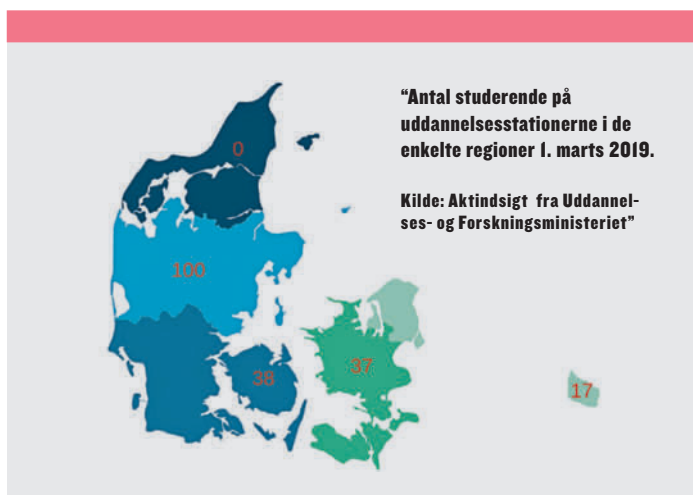 “Antal studerende på
uddannelsesstationerne i de
enkelte regioner 1. marts 2019.
Kilde: Aktindsigt  fra Uddannel-
ses- og Forskningsministeriet”
0
100
38
37
17